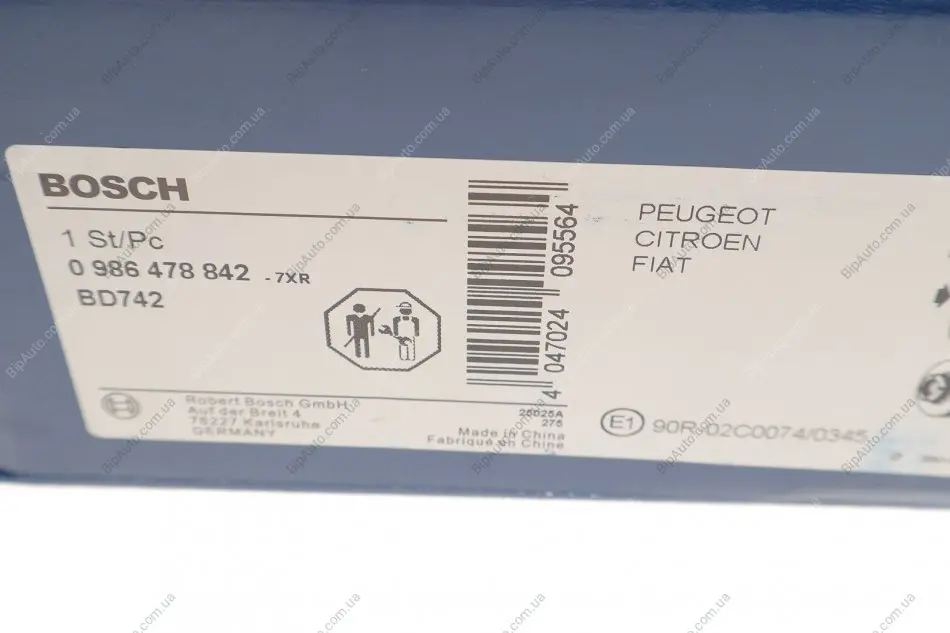 BOSCH
1 St/Pc
0 986 478 842 -7XR
BD742
4 047024 095564
PEUGEOT
CITROEN
FIAT
Robert Bosch GmbH
Auf der Breit 4
76227 Karlsruhe
GERMANY
275
Made in China
Fabriqué en Chine
E1
90R-02C0074/0345
BipAuto.com.ua